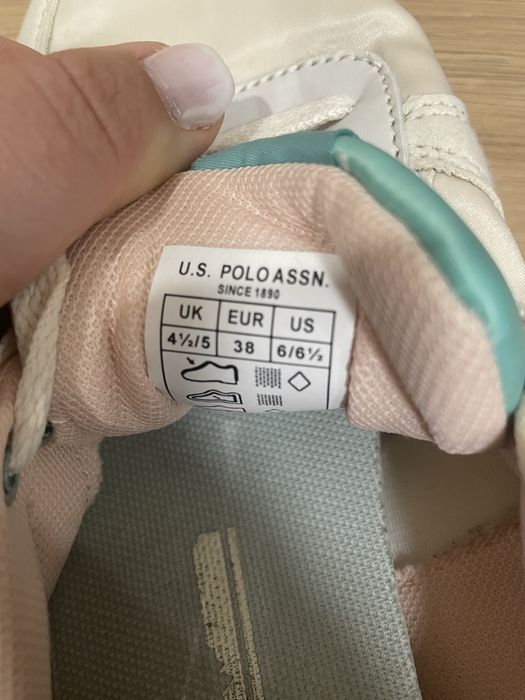 U.S. POLO ASSN.
SINCE 1890
UK EUR US
4½/5 38 6/6½